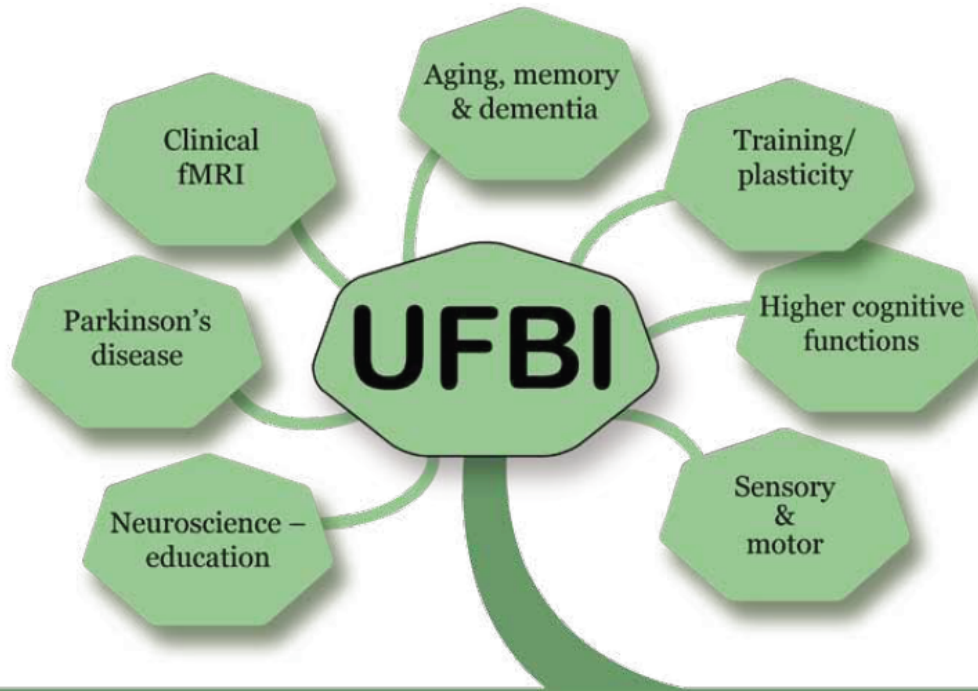 Aging, memory
& dementia
Clinical
fMRI
Training/
plasticity
UFBI
Higher cognitive
functions
Parkinson’s
disease
Sensory
&
motor
Neuroscience –
education